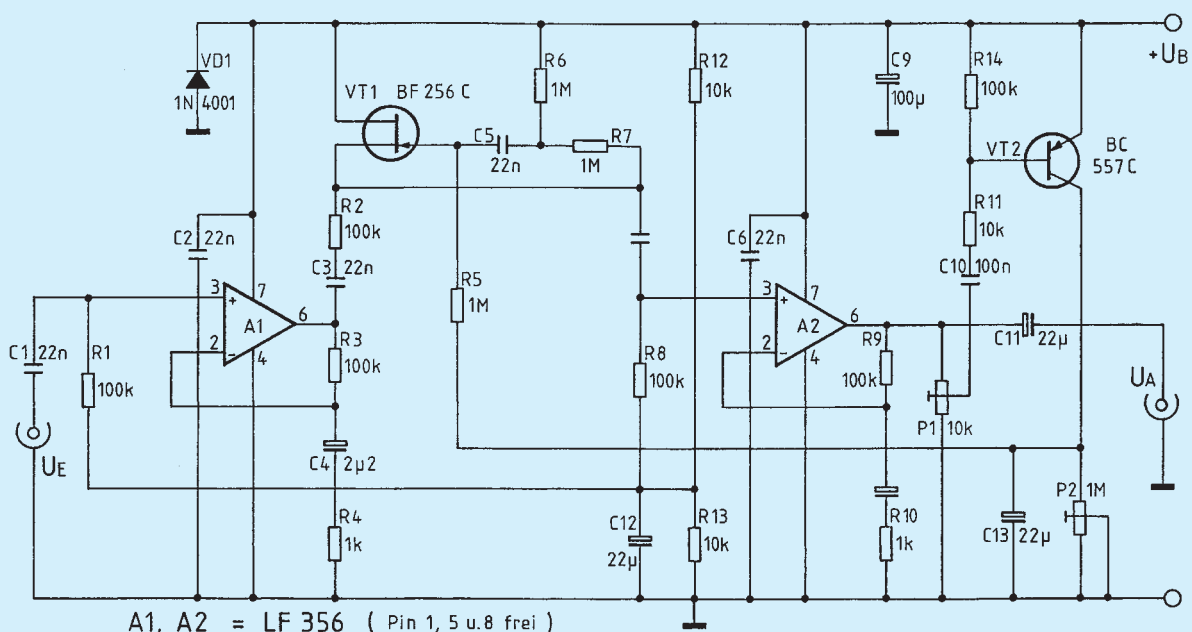 +UB
VD1
1N 4001
VT1 BF 256 C
R6
1M
R12
10k
C9
100µ
R14
100k
C5
22n
R7
1M
VT2
BC
557C
R2
100k
R11
10k
C2 22n
C6 22n
C3 22n
C10 100n
R5
1M
3
+
7
A1
6
2
−
4
3
+
7
A2
6
2
−
4
C1 22n
R1
100k
R3
100k
R8
100k
R9
100k
C11 22µ
UA
P1 10k
UE
C4 2µ2
R4
1k
C12
22µ
R13
10k
R10
1k
C13 22µ
P2 1M
A1, A2 = LF 356 ( Pin 1, 5 u.8 frei )